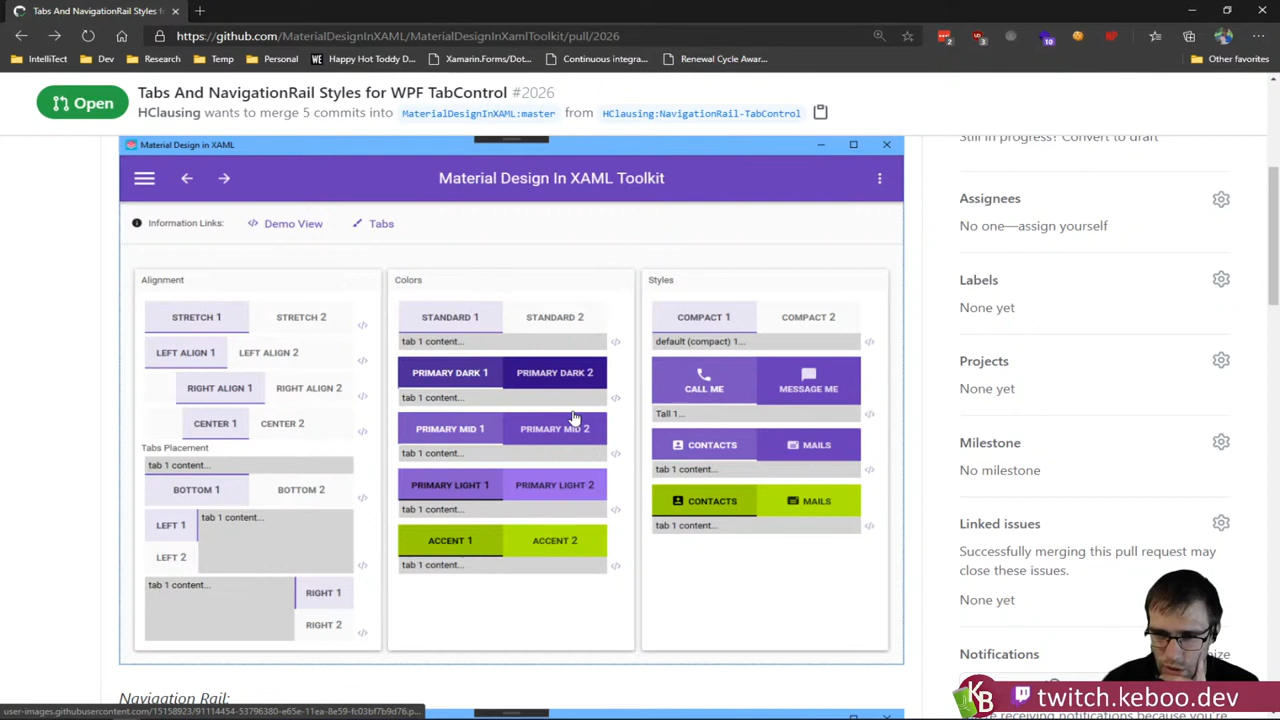 Tabs And NavigationRail Styles for
https://github.com/MaterialDesignInXAML/MaterialDesignInXamlToolkit/pull/2026
2
3
10
IntelliTect
Dev
Research
Temp
Personal
WE Happy Hot Toddy D...
Xamarin.Forms/Dot...
Continuous integra...
Renewal Cycle Awar...
Other favorites
Open
Tabs And NavigationRail Styles for WPF TabControl #2026
HClausing wants to merge 5 commits into MaterialDesignInXAML:master from HClausing:NavigationRail-TabControl
Still in progress? Convert to draft
Material Design in XAML
Material Design In XAML Toolkit
Information Links:
Demo View
Tabs
Alignment
STRETCH 1
STRETCH 2
LEFT ALIGN 1
LEFT ALIGN 2
RIGHT ALIGN 1
RIGHT ALIGN 2
CENTER 1
CENTER 2
Tabs Placement
tab 1 content...
BOTTOM 1
BOTTOM 2
LEFT 1
tab 1 content...
LEFT 2
tab 1 content...
RIGHT 1
RIGHT 2
Colors
STANDARD 1
STANDARD 2
tab 1 content...
PRIMARY DARK 1
PRIMARY DARK 2
tab 1 content...
PRIMARY MID 1
PRIMARY MID 2
tab 1 content...
PRIMARY LIGHT 1
PRIMARY LIGHT 2
tab 1 content...
ACCENT 1
ACCENT 2
tab 1 content...
Styles
COMPACT 1
COMPACT 2
default (compact) 1...
CALL ME
MESSAGE ME
Tall 1...
CONTACTS
MAILS
tab 1 content...
CONTACTS
MAILS
tab 1 content...
Assignees
No one—assign yourself
Labels
None yet
Projects
None yet
Milestone
No milestone
Linked issues
Successfully merging this pull request may
close these issues.
None yet
Notifications
Navigation Rail:
KB
twitch.keboo.dev